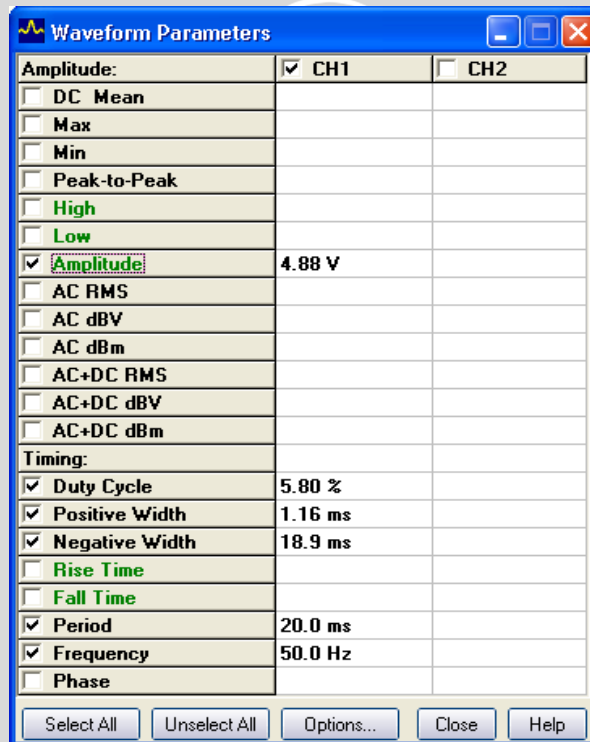 Waveform Parameters
Amplitude: CH1 CH2
DC Mean
Max
Min
Peak-to-Peak
High
Low
Amplitude 4.88 V
AC RMS
AC dBV
AC dBm
AC+DC RMS
AC+DC dBV
AC+DC dBm
Timing:
Duty Cycle 5.80 %
Positive Width 1.16 ms
Negative Width 18.9 ms
Rise Time
Fall Time
Period 20.0 ms
Frequency 50.0 Hz
Phase
Select All Unselect All Options... Close Help